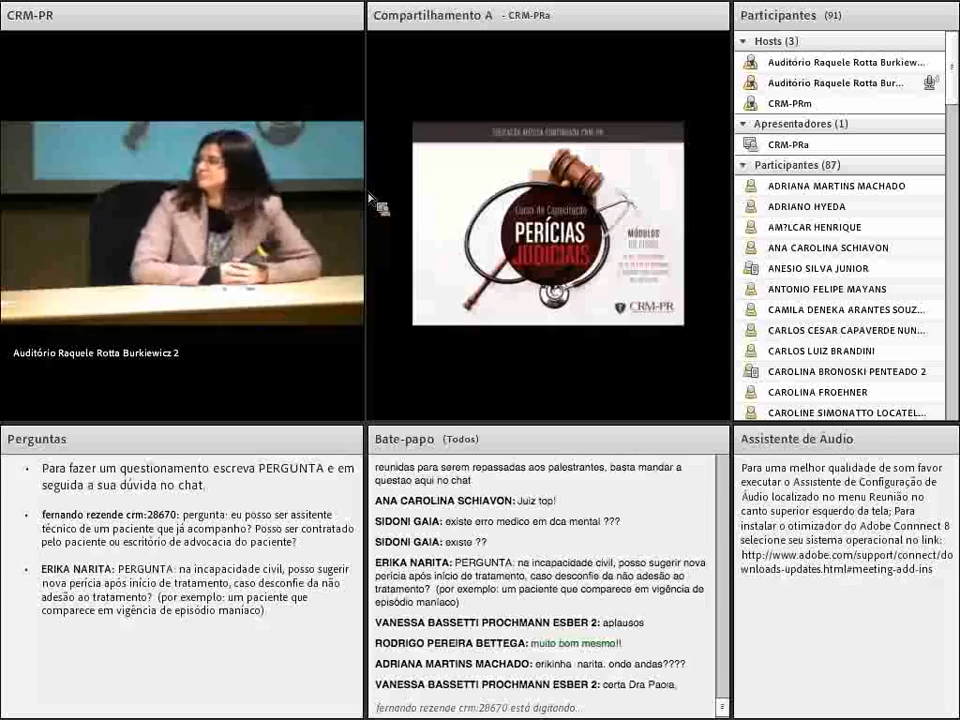 CRM-PR
Auditório Raquele Rotta Burkiewicz 2
Compartilhamento A - CRM-PRa
EDUCAÇÃO MÉDICA CONTINUADA CRM-PR
Curso de Capacitação
PERÍCIAS
JUDICIAIS
MÓDULOS
CRM-PR
Participantes (91)
Hosts (3)
Auditório Raquele Rotta Burkiew...
Auditório Raquele Rotta Bur...
CRM-PRm
Apresentadores (1)
CRM-PRa
Participantes (87)
ADRIANA MARTINS MACHADO
ADRIANO HYEDA
AM?LCAR HENRIQUE
ANA CAROLINA SCHIAVON
ANESIO SILVA JUNIOR
ANTONIO FELIPE MAYANS
CAMILA DENEKA ARANTES SOUZ...
CARLOS CESAR CAPAVERDE NUN...
CARLOS LUIZ BRANDINI
CAROLINA BRONOSKI PENTEADO 2
CAROLINA FROEHNER
CAROLINE SIMONATTO LOCATEL...
Perguntas
Para fazer um questionamento escreva PERGUNTA e em
seguida a sua dúvida no chat.
fernando rezende crm:28670: pergunta: eu posso ser assitente
técnico de um paciente que já acompanho? Posso ser contratado
pelo paciente ou escritório de advocacia do paciente?
ERIKA NARITA: PERGUNTA: na incapacidade civil, posso sugerir
nova perícia após início de tratamento, caso desconfie da não
adesão ao tratamento? (por exemplo: um paciente que
comparece em vigência de episódio maníaco)
Bate-papo (Todos)
reunidas para serem repassadas aos palestrantes, basta mandar a
questao aqui no chat
ANA CAROLINA SCHIAVON: Juiz top!
SIDONI GAIA: existe erro medico em dca mental ???
SIDONI GAIA: existe ??
ERIKA NARITA: PERGUNTA: na incapacidade civil, posso sugerir nova
perícia após início de tratamento, caso desconfie da não adesão ao
tratamento? (por exemplo: um paciente que comparece em vigência de
episódio maníaco)
VANESSA BASSETTI PROCHMANN ESBER 2: aplausos
RODRIGO PEREIRA BETTEGA: muito bom mesmo!!
ADRIANA MARTINS MACHADO: erikinha narita. onde andas????
VANESSA BASSETTI PROCHMANN ESBER 2: certa Dra Paola,
fernando rezende crm:28670 está digitando...
Assistente de Áudio
Para uma melhor qualidade de som favor
executar o Assistente de Configuração de
Áudio localizado no menu Reunião no
canto superior esquerdo da tela; Para
instalar o otimizador do Adobe Connnect 8
selecione seu sistema operacional no link:
http://www.adobe.com/support/connect/do
wnloads-updates.html#meeting-add-ins